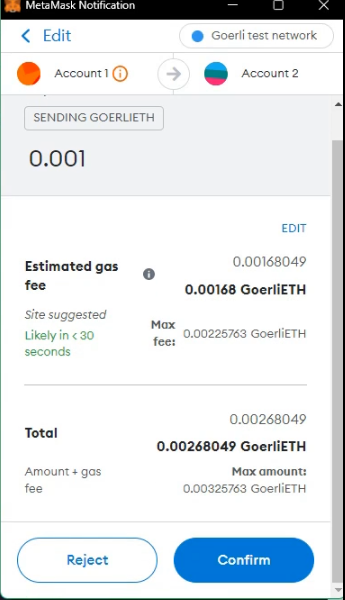 MetaMask Notification
Edit
Goerli test network
Account 1
Account 2
SENDING GOERLIETH
0.001
EDIT
Estimated gas fee
0.00168049
0.00168 GoerliETH
Site suggested
Likely in < 30 seconds
Max fee:
0.00225763 GoerliETH
Total
0.00268049
0.00268049 GoerliETH
Amount + gas fee
Max amount:
0.00325763 GoerliETH
Reject
Confirm